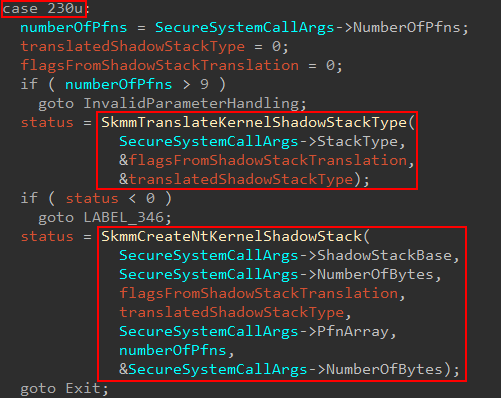 case 230u:
numberOfPfns = SecureSystemCallArgs->NumberOfPfns;
translatedShadowStackType = 0;
flagsFromShadowStackTranslation = 0;
if ( numberOfPfns > 9 )
goto InvalidParameterHandling;
status = SkmmTranslateKernelShadowStackType(
SecureSystemCallArgs->StackType,
&flagsFromShadowStackTranslation,
&translatedShadowStackType);
if ( status < 0 )
goto LABEL_346;
status = SkmmCreateNtKernelShadowStack(
SecureSystemCallArgs->ShadowStackBase,
SecureSystemCallArgs->NumberOfBytes,
flagsFromShadowStackTranslation,
translatedShadowStackType,
SecureSystemCallArgs->PfnArray,
numberOfPfns,
&SecureSystemCallArgs->NumberOfBytes);
goto Exit;